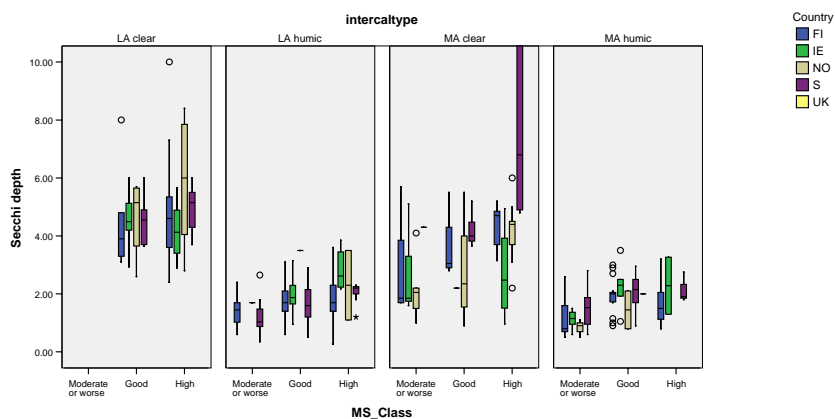 intercaltype
LA clear
LA humic
MA clear
MA humic
Country
FI
IE
NO
S
UK
Secchi depth
10.00
8.00
6.00
4.00
2.00
0.00
Moderate
or worse
Good
High
Moderate
or worse
Good
High
Moderate
or worse
Good
High
Moderate
or worse
Good
High
MS_Class